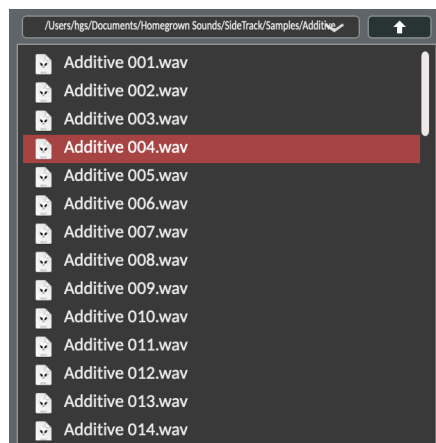 /Users/hgs/Documents/Homegrown Sounds/SideTrack/Samples/Additive
Additive 001.wav
Additive 002.wav
Additive 003.wav
Additive 004.wav
Additive 005.wav
Additive 006.wav
Additive 007.wav
Additive 008.wav
Additive 009.wav
Additive 010.wav
Additive 011.wav
Additive 012.wav
Additive 013.wav
Additive 014.wav